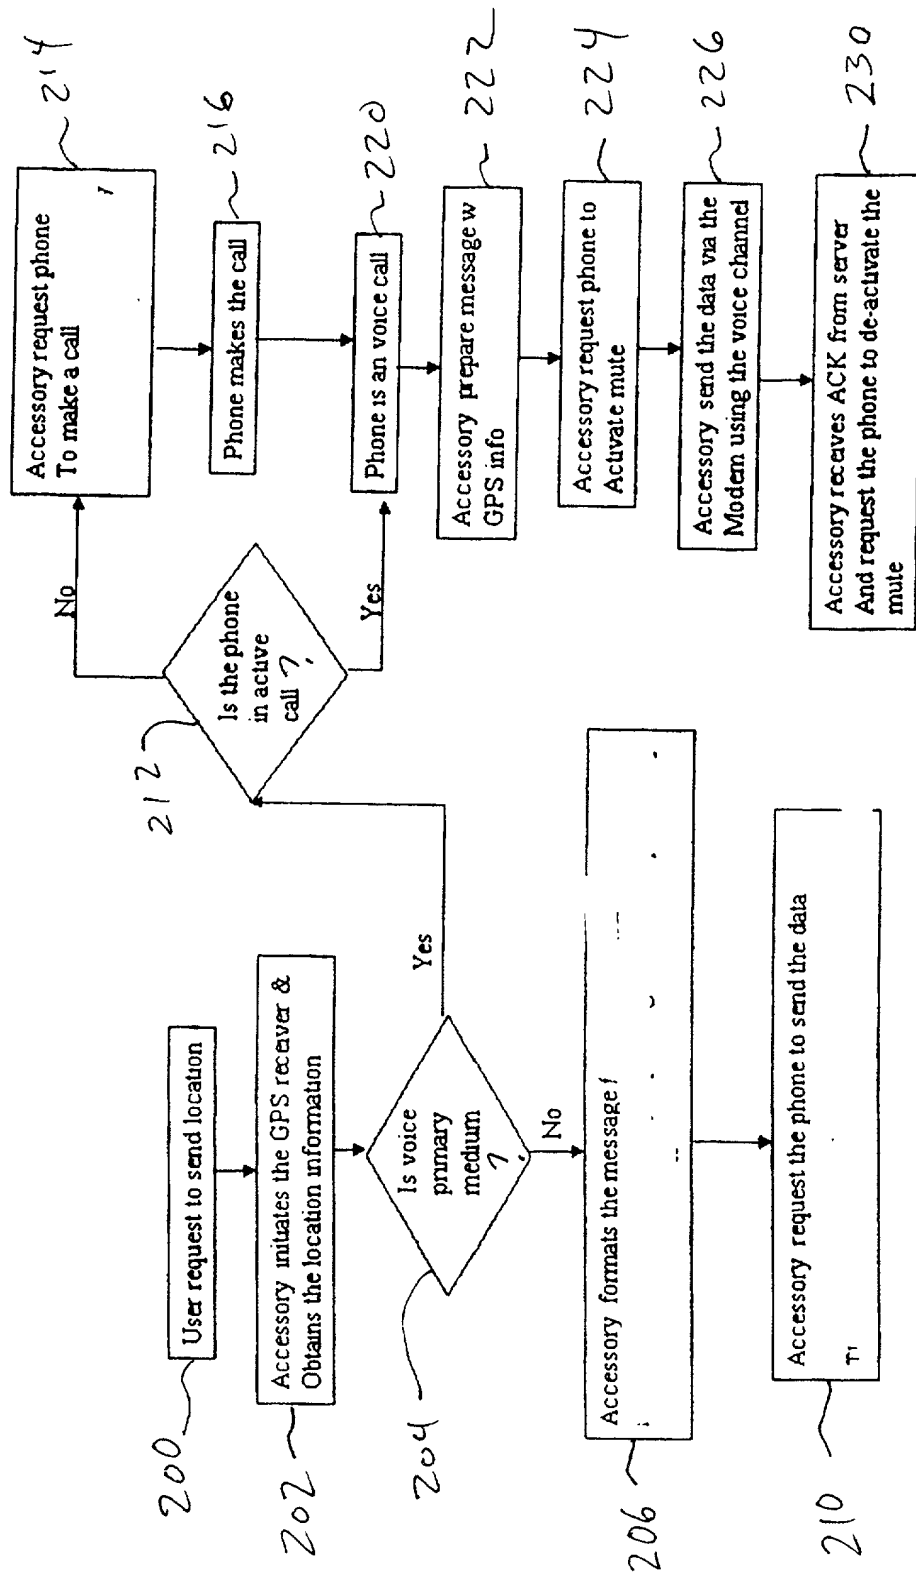 200
User request to send location
202
Accessory initiates the GPS receiver &
Obtains the location information
204
Is voice
primary
medium ?
Yes
No
206
Accessory formats the message
210
Accessory request the phone to send the data
212
Is the phone
in active
call ?
No
Yes
214
Accessory request phone
To make a call
216
Phone makes the call
220
Phone is an voice call
222
Accessory prepare message w
GPS info
224
Accessory request phone to
Activate mute
226
Accessory send the data via the
Modem using the voice channel
230
Accessory receives ACK from server
And request the phone to de-activate the
mute